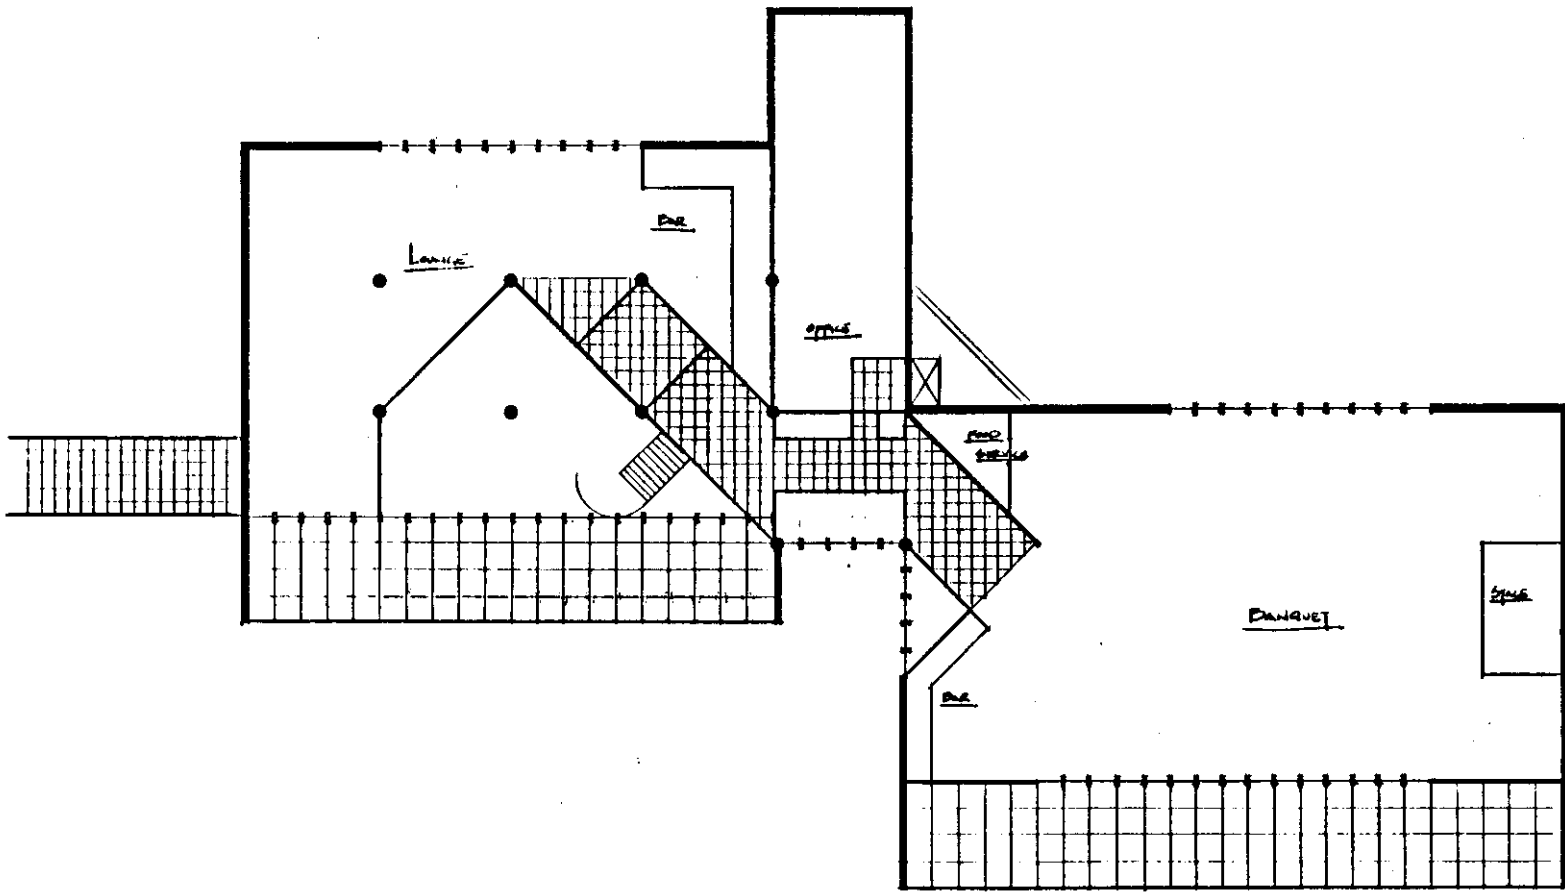 BAR
LOUNGE
OFFICE
FOOD
SERVICE
STAGE
BANQUET
BAR